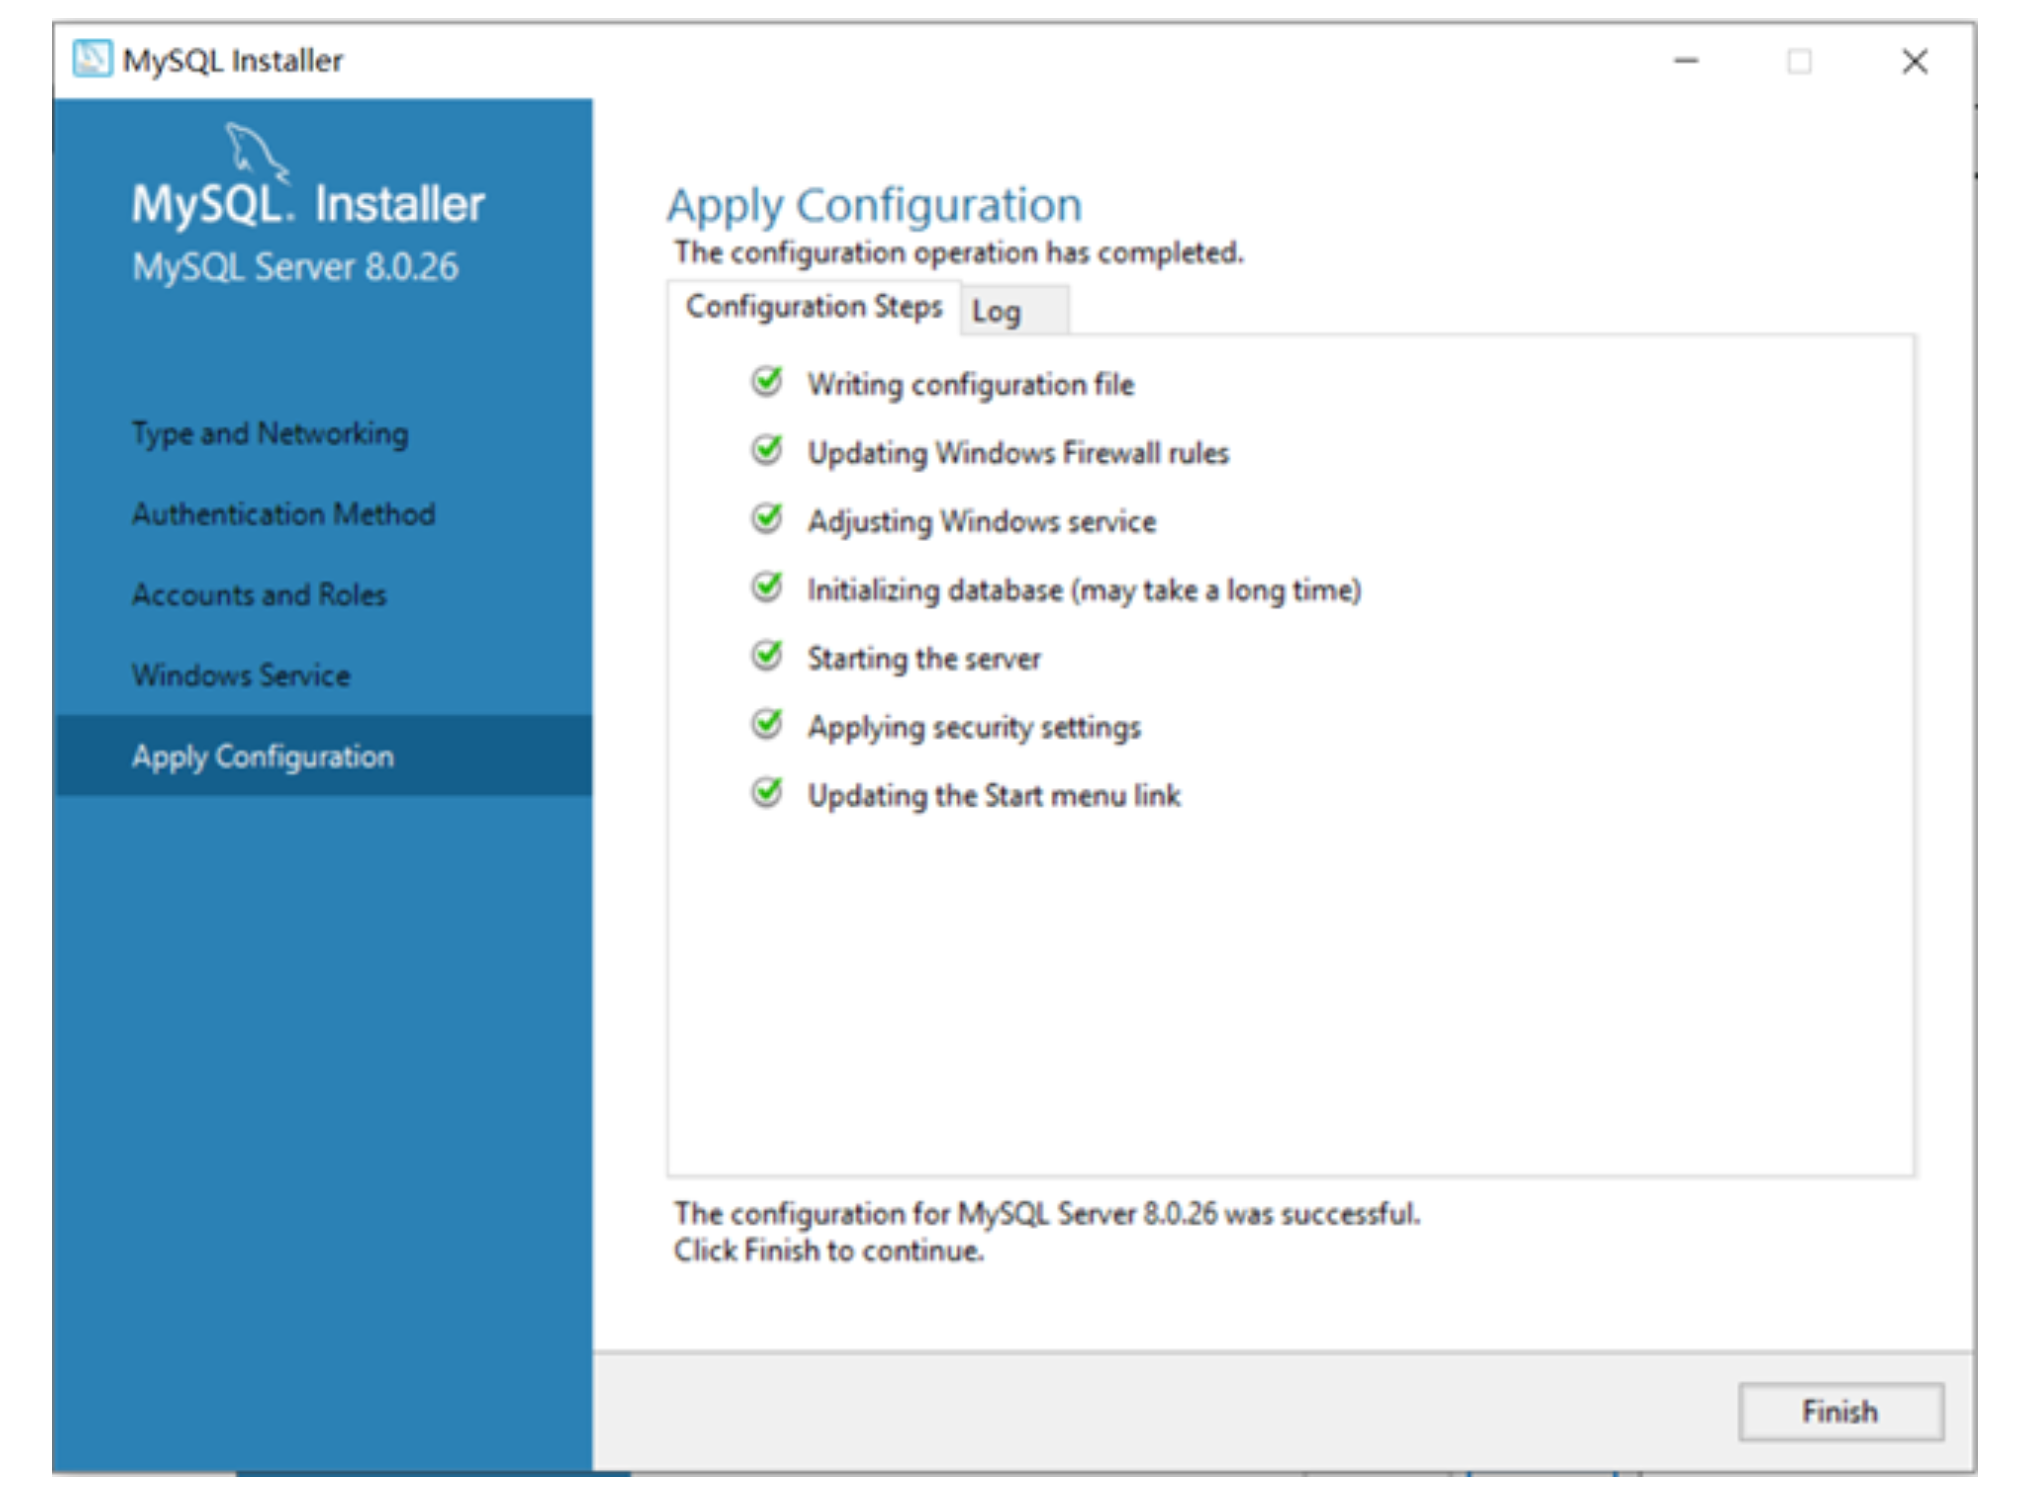 MySQL Installer
MySQL. Installer
MySQL Server 8.0.26
Type and Networking
Authentication Method
Accounts and Roles
Windows Service
Apply Configuration
Apply Configuration
The configuration operation has completed.
Configuration Steps
Log
Writing configuration file
Updating Windows Firewall rules
Adjusting Windows service
Initializing database (may take a long time)
Starting the server
Applying security settings
Updating the Start menu link
The configuration for MySQL Server 8.0.26 was successful.
Click Finish to continue.
Finish